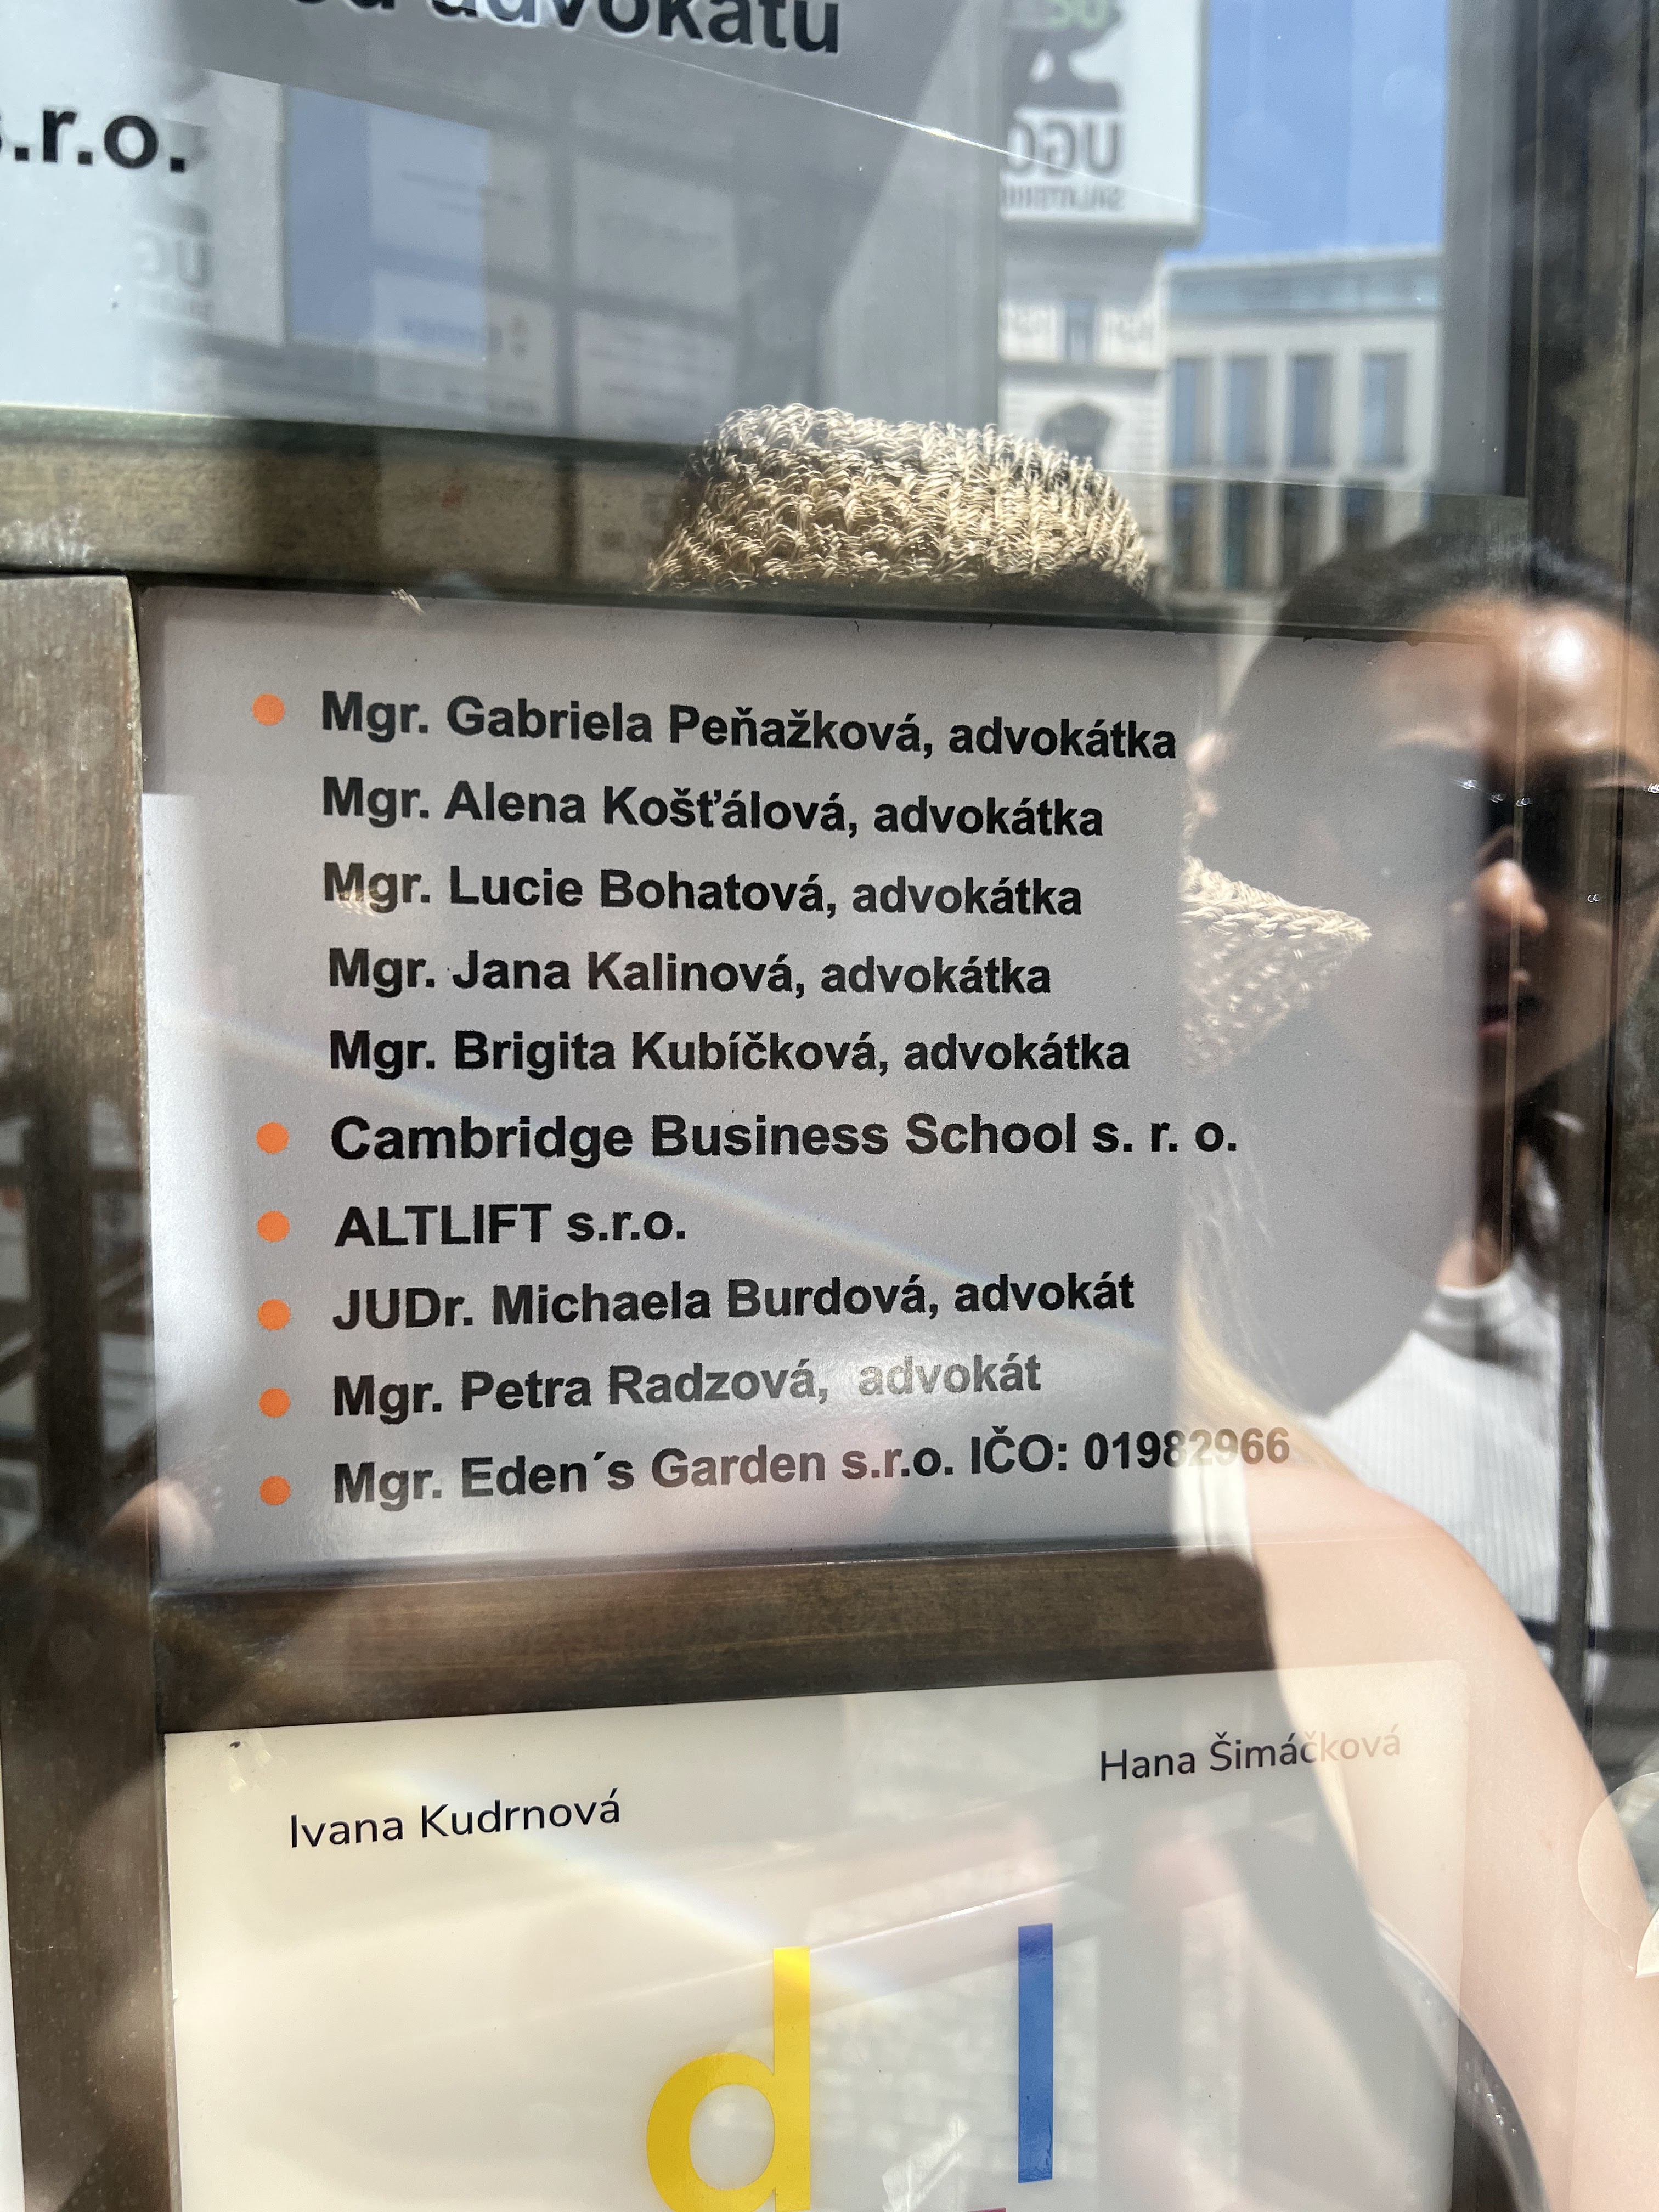 advokátů
s.r.o.
Mgr. Gabriela Peňažková, advokátka
Mgr. Alena Košťálová, advokátka
Mgr. Lucie Bohatová, advokátka
Mgr. Jana Kalinová, advokátka
Mgr. Brigita Kubíčková, advokátka
Cambridge Business School s. r. o.
ALTLIFT s.r.o.
JUDr. Michaela Burdová, advokát
Mgr. Petra Radzová, advokát
Mgr. Eden´s Garden s.r.o. IČO: 01982966
Hana Šimáčková
Ivana Kudrnová
d l
UGO